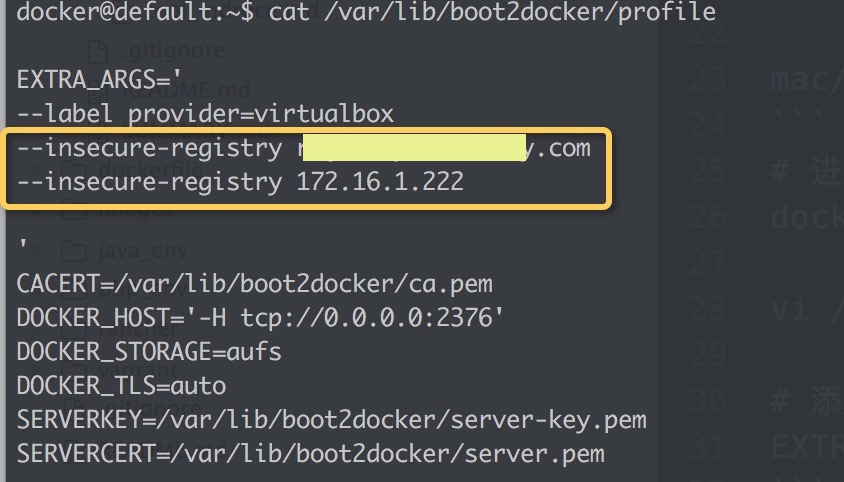 docker@default:~$ cat /var/lib/boot2docker/profile
.gitignore
22
EXTRA_ARGS='
README.md
23 mac/
--label provider=virtualbox
24 ```
--insecure-registry r y.com
25 # 进
dockerfile
--insecure-registry 172.16.1.222
26 dock
images
'
java_env
27
CACERT=/var/lib/boot2docker/ca.pem
28 vi /
DOCKER_HOST='-H tcp://0.0.0.0:2376'
29
DOCKER_STORAGE=aufs
vagrant
DOCKER_TLS=auto
30 # 添
.gitignore
SERVERKEY=/var/lib/boot2docker/server-key.pem
31 EXTR
SERVERCERT=/var/lib/boot2docker/server.pem
```